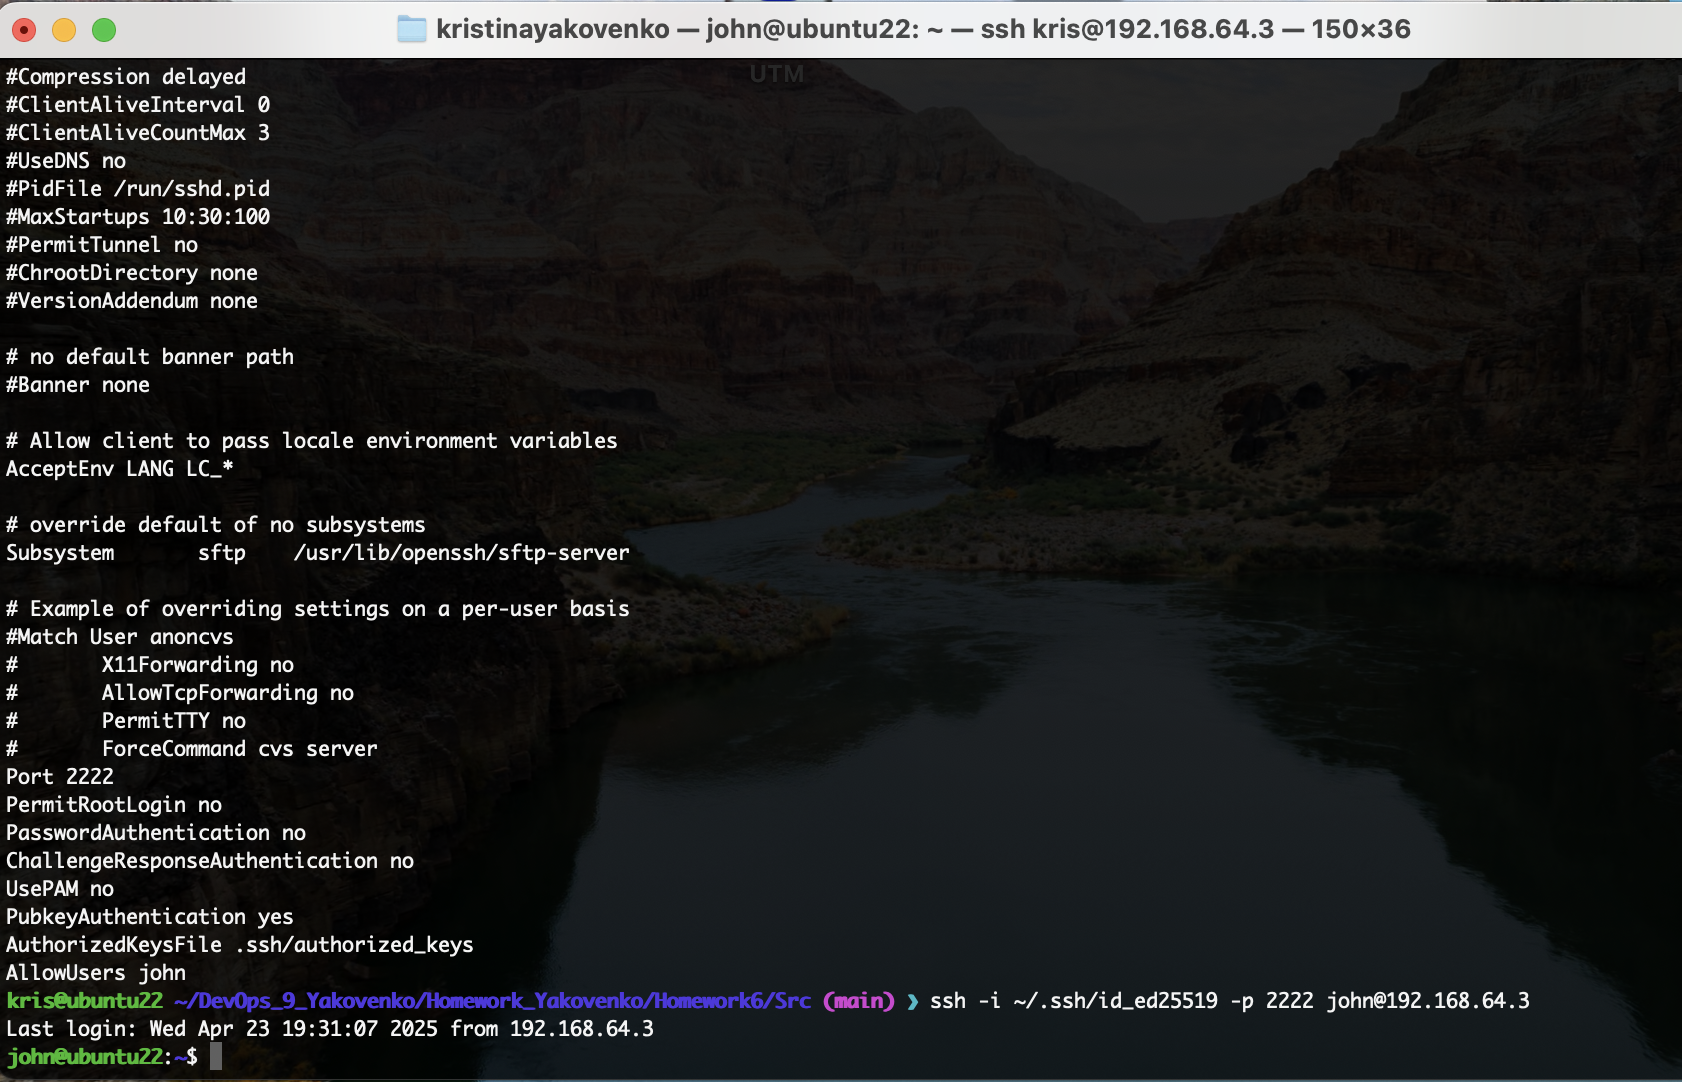 kristinayakovenko — john@ubuntu22: ~ — ssh kris@192.168.64.3 — 150×36
UTM
#Compression delayed
#ClientAliveInterval 0
#ClientAliveCountMax 3
#UseDNS no
#PidFile /run/sshd.pid
#MaxStartups 10:30:100
#PermitTunnel no
#ChrootDirectory none
#VersionAddendum none
# no default banner path
#Banner none
# Allow client to pass locale environment variables
AcceptEnv LANG LC_*
# override default of no subsystems
Subsystem       sftp    /usr/lib/openssh/sftp-server
# Example of overriding settings on a per-user basis
#Match User anoncvs
#       X11Forwarding no
#       AllowTcpForwarding no
#       PermitTTY no
#       ForceCommand cvs server
Port 2222
PermitRootLogin no
PasswordAuthentication no
ChallengeResponseAuthentication no
UsePAM no
PubkeyAuthentication yes
AuthorizedKeysFile .ssh/authorized_keys
AllowUsers john
kris@ubuntu22 ~/DevOps_9_Yakovenko/Homework_Yakovenko/Homework6/Src (main) ❯ ssh -i ~/.ssh/id_ed25519 -p 2222 john@192.168.64.3
Last login: Wed Apr 23 19:31:07 2025 from 192.168.64.3
john@ubuntu22:~$